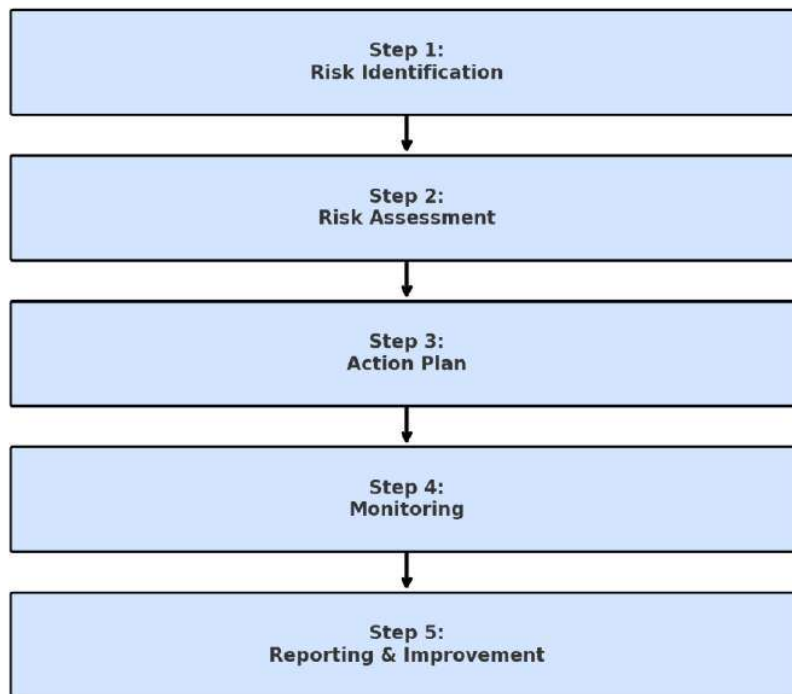 Step 1:
Risk Identification
Step 2:
Risk Assessment
Step 3:
Action Plan
Step 4:
Monitoring
Step 5:
Reporting & Improvement